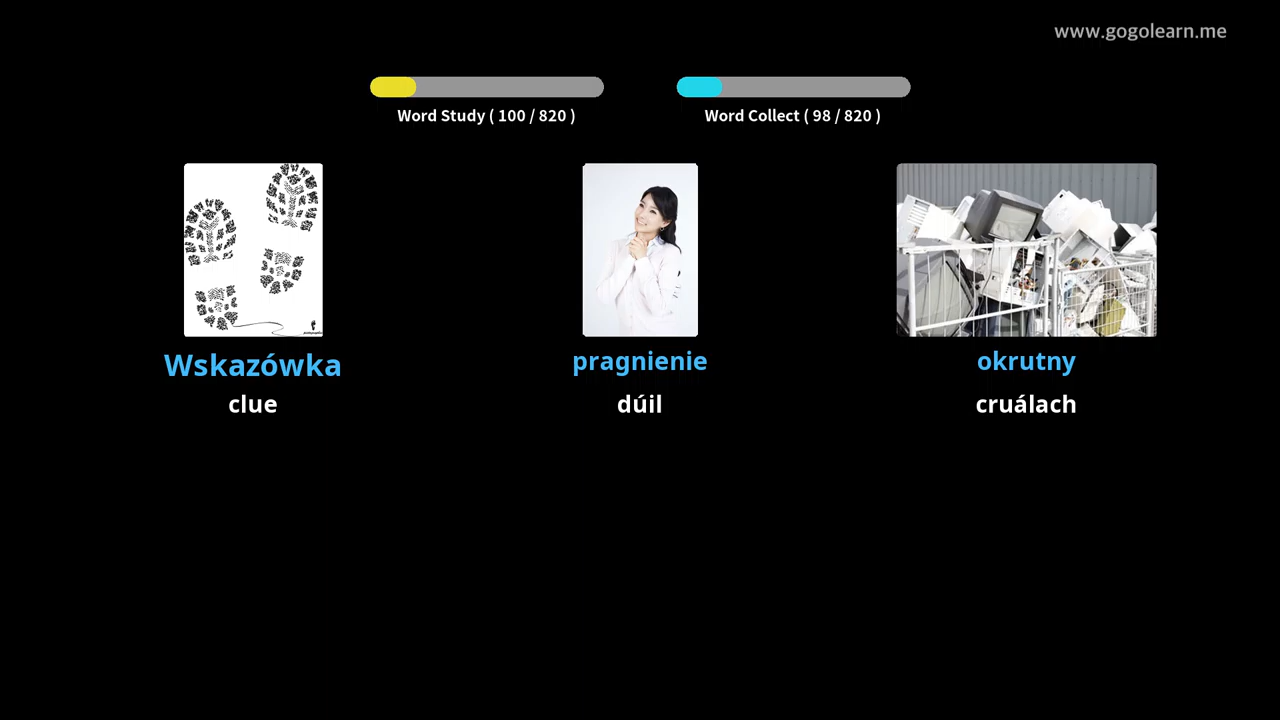 www.gogolearn.me
Word Study ( 100 / 820 )
Word Collect ( 98 / 820 )
Wskazówka
pragnienie
okrutny
clue
dúil
cruálach